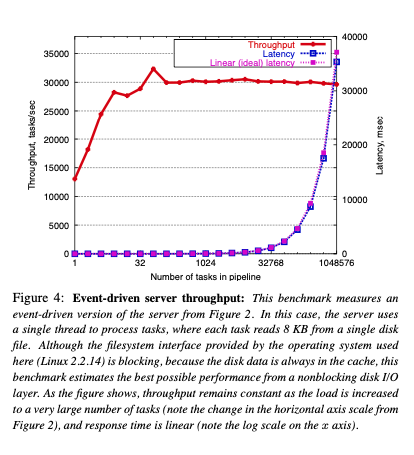 40000
35000
Throughput
Latency
Linear (ideal) latency
30000
30000
25000
Throughput, tasks/sec
Latency, msec
20000
20000
15000
10000
10000
5000
0
0
1
32
1024
32768
1048576
Number of tasks in pipeline
Figure 4: Event-driven server throughput: This benchmark measures an
event-driven version of the server from Figure 2. In this case, the server uses
a single thread to process tasks, where each task reads 8 KB from a single disk
file. Although the filesystem interface provided by the operating system used
here (Linux 2.2.14) is blocking, because the disk data is always in the cache, this
benchmark estimates the best possible performance from a nonblocking disk I/O
layer. As the figure shows, throughput remains constant as the load is increased
to a very large number of tasks (note the change in the horizontal axis scale from
Figure 2), and response time is linear (note the log scale on the x axis).